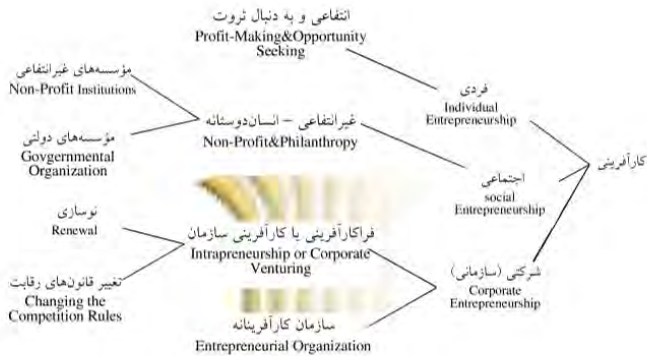 کارآفرینی
فردی
Individual
Entrepreneurship
انتفاعی و به دنبال ثروت
Profit-Making&Opportunity
Seeking
اجتماعی
social
Entrepreneurship
غیرانتفاعی – انسان‌دوستانه
Non-Profit&Philanthropy
مؤسسه‌های غیرانتفاعی
Non-Profit Institutions
مؤسسه‌های دولتی
Govgernmental
Organization
شرکتی (سازمانی)
Corporate
Entrepreneurship
فراکارآفرینی یا کارآفرینی سازمان
Intrapreneurship or Corporate
Venturing
نوسازی
Renewal
تغییر قانون‌های رقابت
Changing the
Competition Rules
سازمان کارآفرینانه
Entrepreneurial Organization